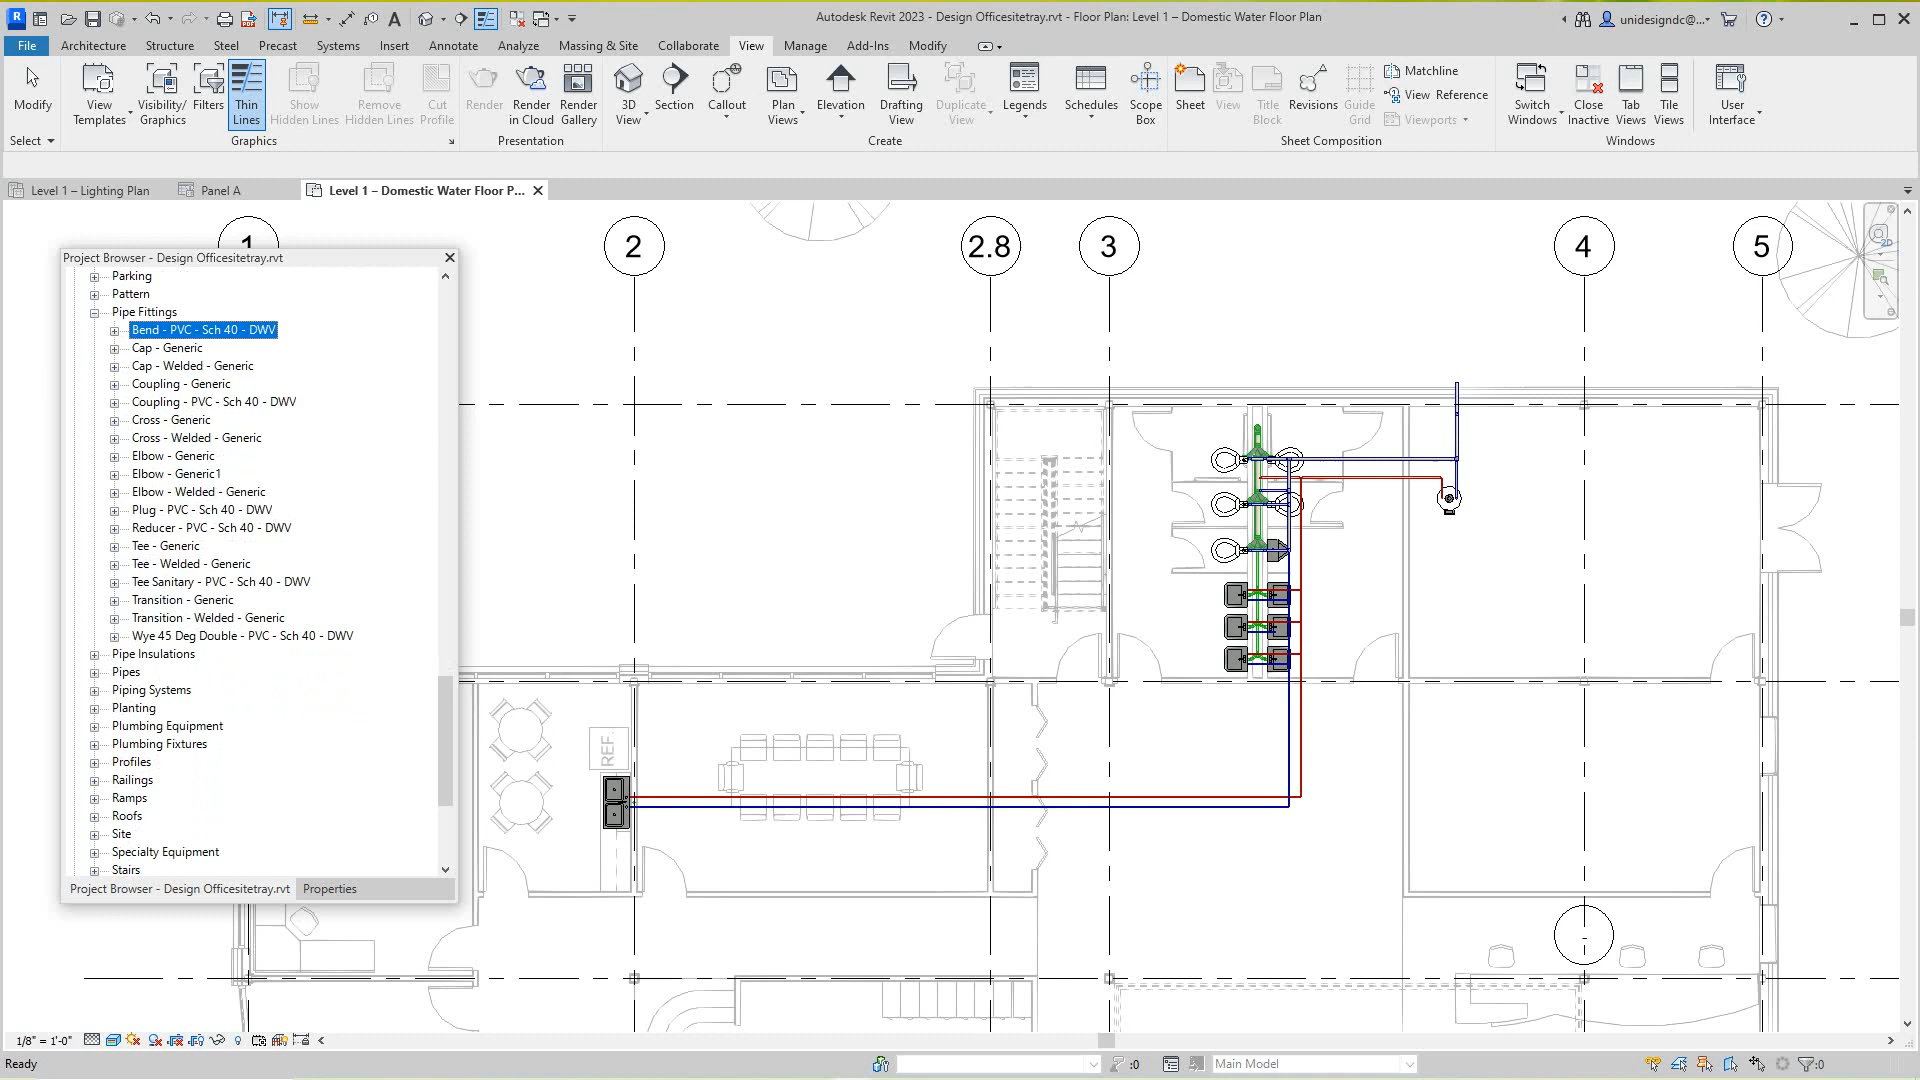 Autodesk Revit 2023 - Design Officesitetray.rvt - Floor Plan: Level 1 – Domestic Water Floor Plan
unidesigndc@...
File Architecture Structure Steel Precast Systems Insert Annotate Analyze Massing & Site Collaborate View Manage Add-Ins Modify
Modify
View Templates
Visibility/ Graphics
Filters
Thin Lines
Show Hidden Lines
Remove Hidden Lines
Cut Profile
Render
Render in Cloud
Render Gallery
3D View
Section
Callout
Plan Views
Elevation
Drafting View
Duplicate View
Legends
Schedules
Scope Box
Sheet
View
Title Block
Revisions
Guide Grid
Matchline
View Reference
Viewports
Switch Windows
Close Inactive
Tab Views
Tile Views
User Interface
Select
Graphics
Presentation
Create
Sheet Composition
Windows
Level 1 – Lighting Plan
Panel A
Level 1 – Domestic Water Floor P...
1
2
2.8
3
4
5
2D
Project Browser - Design Officesitetray.rvt
Parking
Pattern
Pipe Fittings
Bend - PVC - Sch 40 - DWV
Cap - Generic
Cap - Welded - Generic
Coupling - Generic
Coupling - PVC - Sch 40 - DWV
Cross - Generic
Cross - Welded - Generic
Elbow - Generic
Elbow - Generic1
Elbow - Welded - Generic
Plug - PVC - Sch 40 - DWV
Reducer - PVC - Sch 40 - DWV
Tee - Generic
Tee - Welded - Generic
Tee Sanitary - PVC - Sch 40 - DWV
Transition - Generic
Transition - Welded - Generic
Wye 45 Deg Double - PVC - Sch 40 - DWV
Pipe Insulations
Pipes
Piping Systems
Planting
Plumbing Equipment
Plumbing Fixtures
Profiles
Railings
Ramps
Roofs
Site
Specialty Equipment
Stairs
Project Browser - Design Officesitetray.rvt
Properties
REF.
-
1/8" = 1'-0"
Ready
:0
Main Model
:0